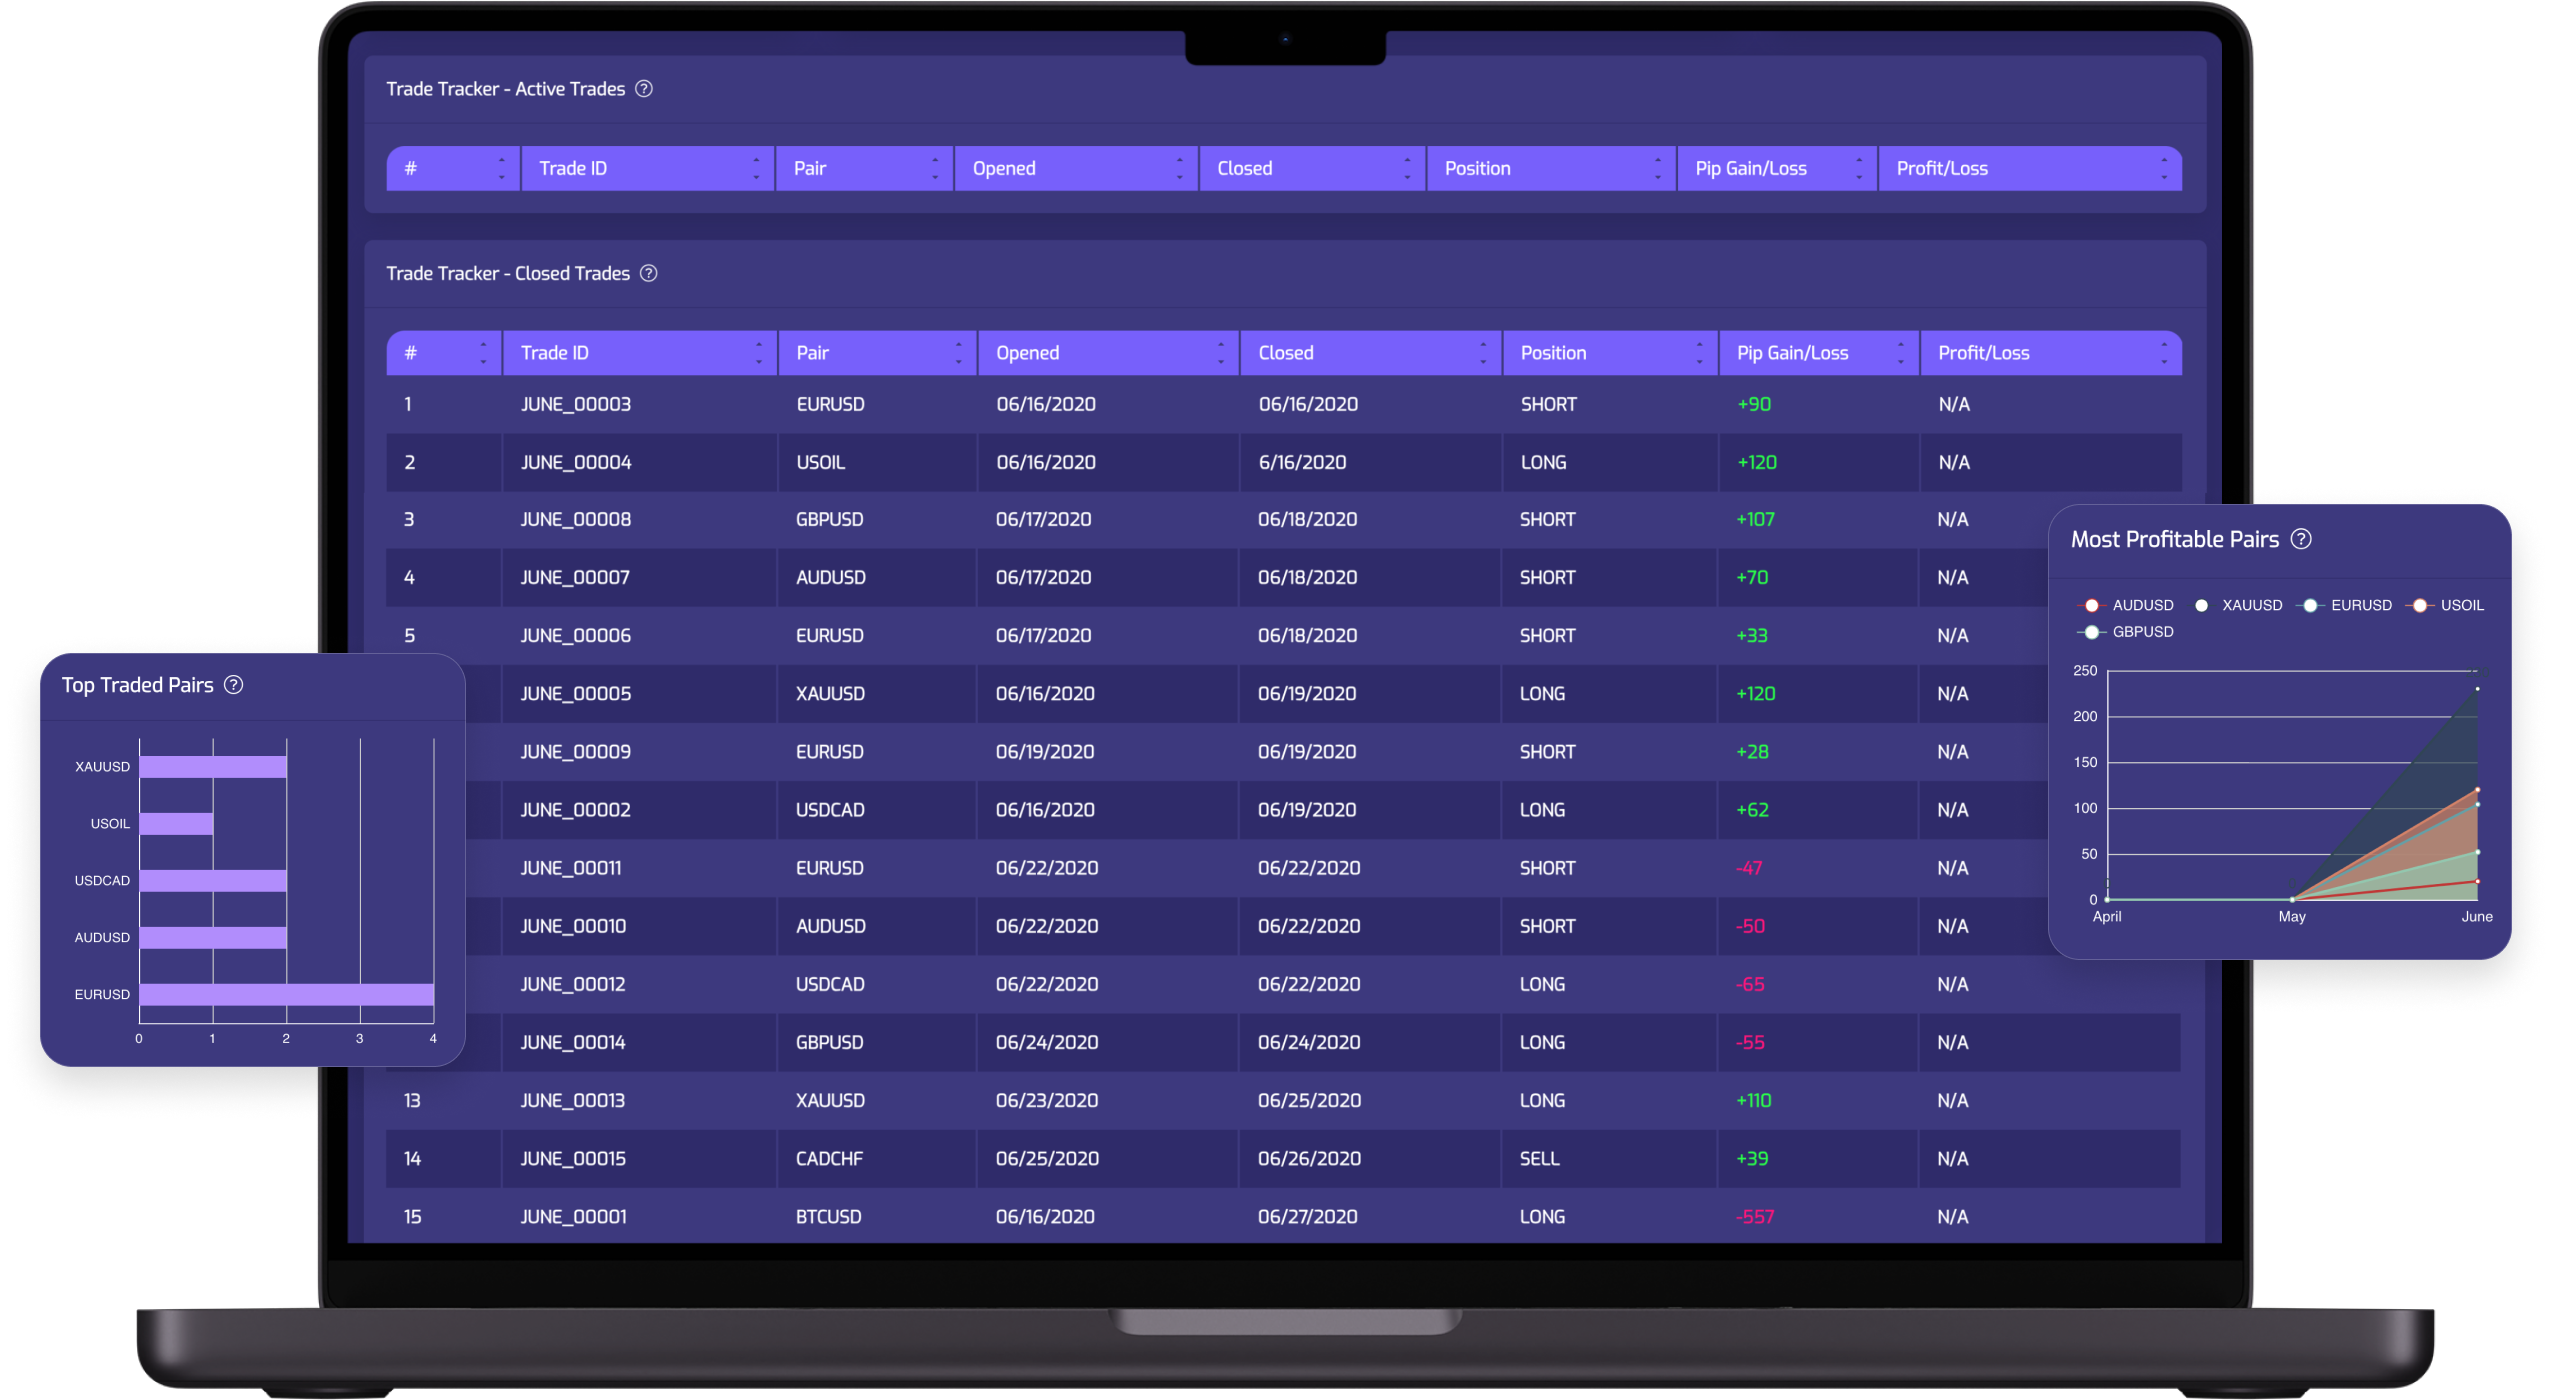 Trade Tracker - Active Trades ?
# Trade ID Pair Opened Closed Position Pip Gain/Loss Profit/Loss
Trade Tracker - Closed Trades ?
# Trade ID Pair Opened Closed Position Pip Gain/Loss Profit/Loss
1 JUNE_00003 EURUSD 06/16/2020 06/16/2020 SHORT +90 N/A
2 JUNE_00004 USOIL 06/16/2020 6/16/2020 LONG +120 N/A
3 JUNE_00008 GBPUSD 06/17/2020 06/18/2020 SHORT +107 N/A
4 JUNE_00007 AUDUSD 06/17/2020 06/18/2020 SHORT +70 N/A
5 JUNE_00006 EURUSD 06/17/2020 06/18/2020 SHORT +33 N/A
JUNE_00005 XAUUSD 06/16/2020 06/19/2020 LONG +120 N/A
JUNE_00009 EURUSD 06/19/2020 06/19/2020 SHORT +28 N/A
JUNE_00002 USDCAD 06/16/2020 06/19/2020 LONG +62 N/A
JUNE_00011 EURUSD 06/22/2020 06/22/2020 SHORT -47 N/A
JUNE_00010 AUDUSD 06/22/2020 06/22/2020 SHORT -50 N/A
JUNE_00012 USDCAD 06/22/2020 06/22/2020 LONG -65 N/A
JUNE_00014 GBPUSD 06/24/2020 06/24/2020 LONG -55 N/A
13 JUNE_00013 XAUUSD 06/23/2020 06/25/2020 LONG +110 N/A
14 JUNE_00015 CADCHF 06/25/2020 06/26/2020 SELL +39 N/A
15 JUNE_00001 BTCUSD 06/16/2020 06/27/2020 LONG -557 N/A
Top Traded Pairs ?
XAUUSD
USOIL
USDCAD
AUDUSD
EURUSD
0 1 2 3 4
Most Profitable Pairs ?
AUDUSD XAUUSD EURUSD USOIL
GBPUSD
250
200
150
100
50
0
April May June